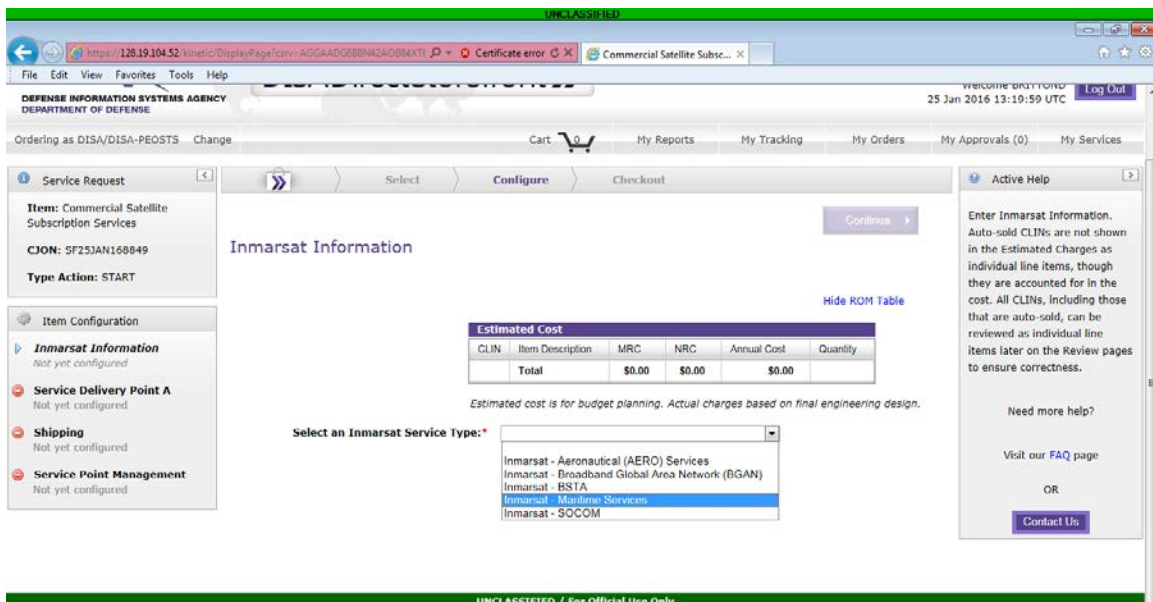 UNCLASSIFIED
https://128.19.104.52/kinetic/DisplayPage?csrv=
Certificate error
Commercial Satellite Subsc...
File Edit View Favorites Tools Help
DEFENSE INFORMATION SYSTEMS AGENCY
DEPARTMENT OF DEFENSE
Welcome BRITTOND
25 Jan 2016 13:19:59 UTC
Log Out
Ordering as DISA/DISA-PEOSTS Change
Cart 0
My Reports
My Tracking
My Orders
My Approvals (0)
My Services
Service Request
Item: Commercial Satellite
Subscription Services
CJON: SF25JAN168849
Type Action: START
Item Configuration
Inmarsat Information
Not yet configured
Service Delivery Point A
Not yet configured
Shipping
Not yet configured
Service Point Management
Not yet configured
Select
Configure
Checkout
Continue
Inmarsat Information
Hide ROM Table
Estimated Cost
CLIN Item Description MRC NRC Annual Cost Quantity
Total $0.00 $0.00 $0.00
Estimated cost is for budget planning. Actual charges based on final engineering design.
Select an Inmarsat Service Type:*
Inmarsat - Aeronautical (AERO) Services
Inmarsat - Broadband Global Area Network (BGAN)
Inmarsat - BSTA
Inmarsat - Maritime Services
Inmarsat - SOCOM
Active Help
Enter Inmarsat Information.
Auto-sold CLINs are not shown
in the Estimated Charges as
individual line items, though
they are accounted for in the
cost. All CLINs, including those
that are auto-sold, can be
reviewed as individual line
items later on the Review pages
to ensure correctness.
Need more help?
Visit our FAQ page
OR
Contact Us
UNCLASSIFIED / For Official Use Only